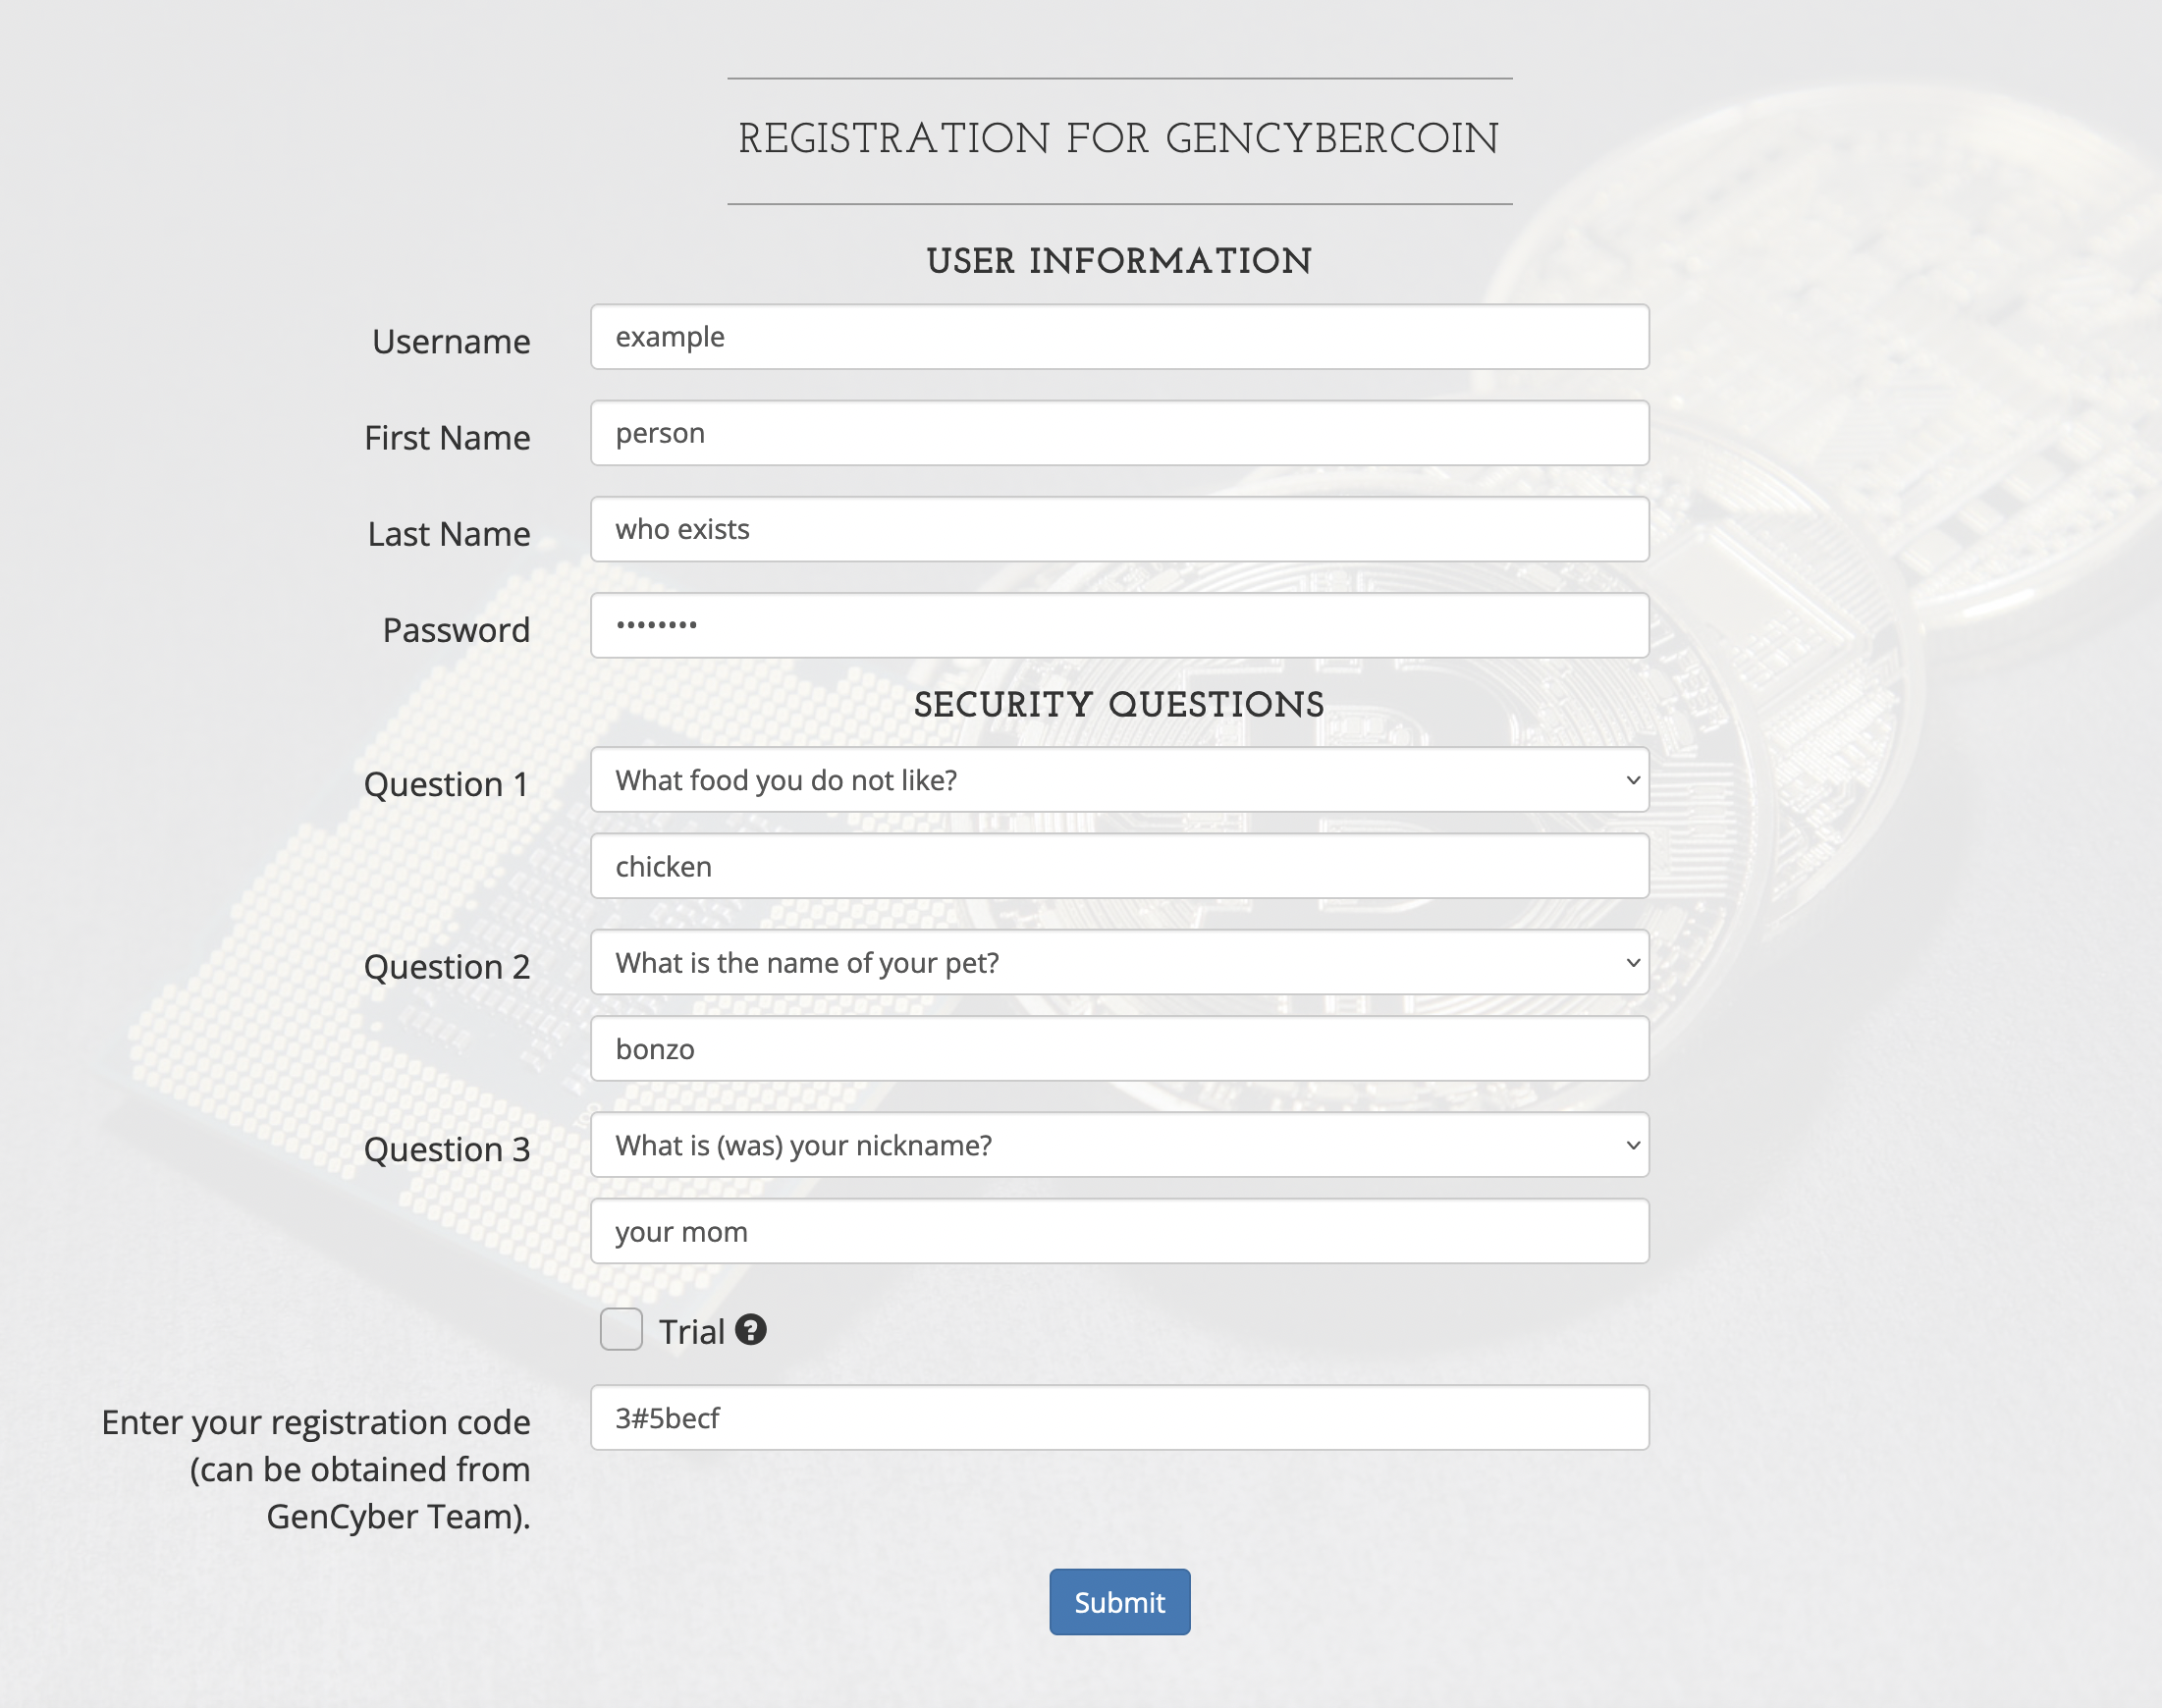 REGISTRATION FOR GENCYBERCOIN
USER INFORMATION
Username
example
First Name
person
Last Name
who exists
Password
••••••••
SECURITY QUESTIONS
Question 1
What food you do not like?
chicken
Question 2
What is the name of your pet?
bonzo
Question 3
What is (was) your nickname?
your mom
Trial ?
Enter your registration code
(can be obtained from
GenCyber Team).
3#5becf
Submit